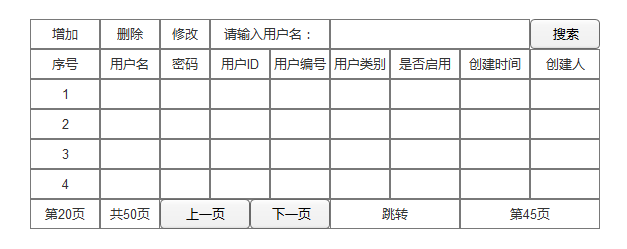 增加 删除 修改 请输入用户名： 搜索
序号 用户名 密码 用户ID 用户编号 用户类别 是否启用 创建时间 创建人
1
2
3
4
第20页 共50页 上一页 下一页 跳转 第45页